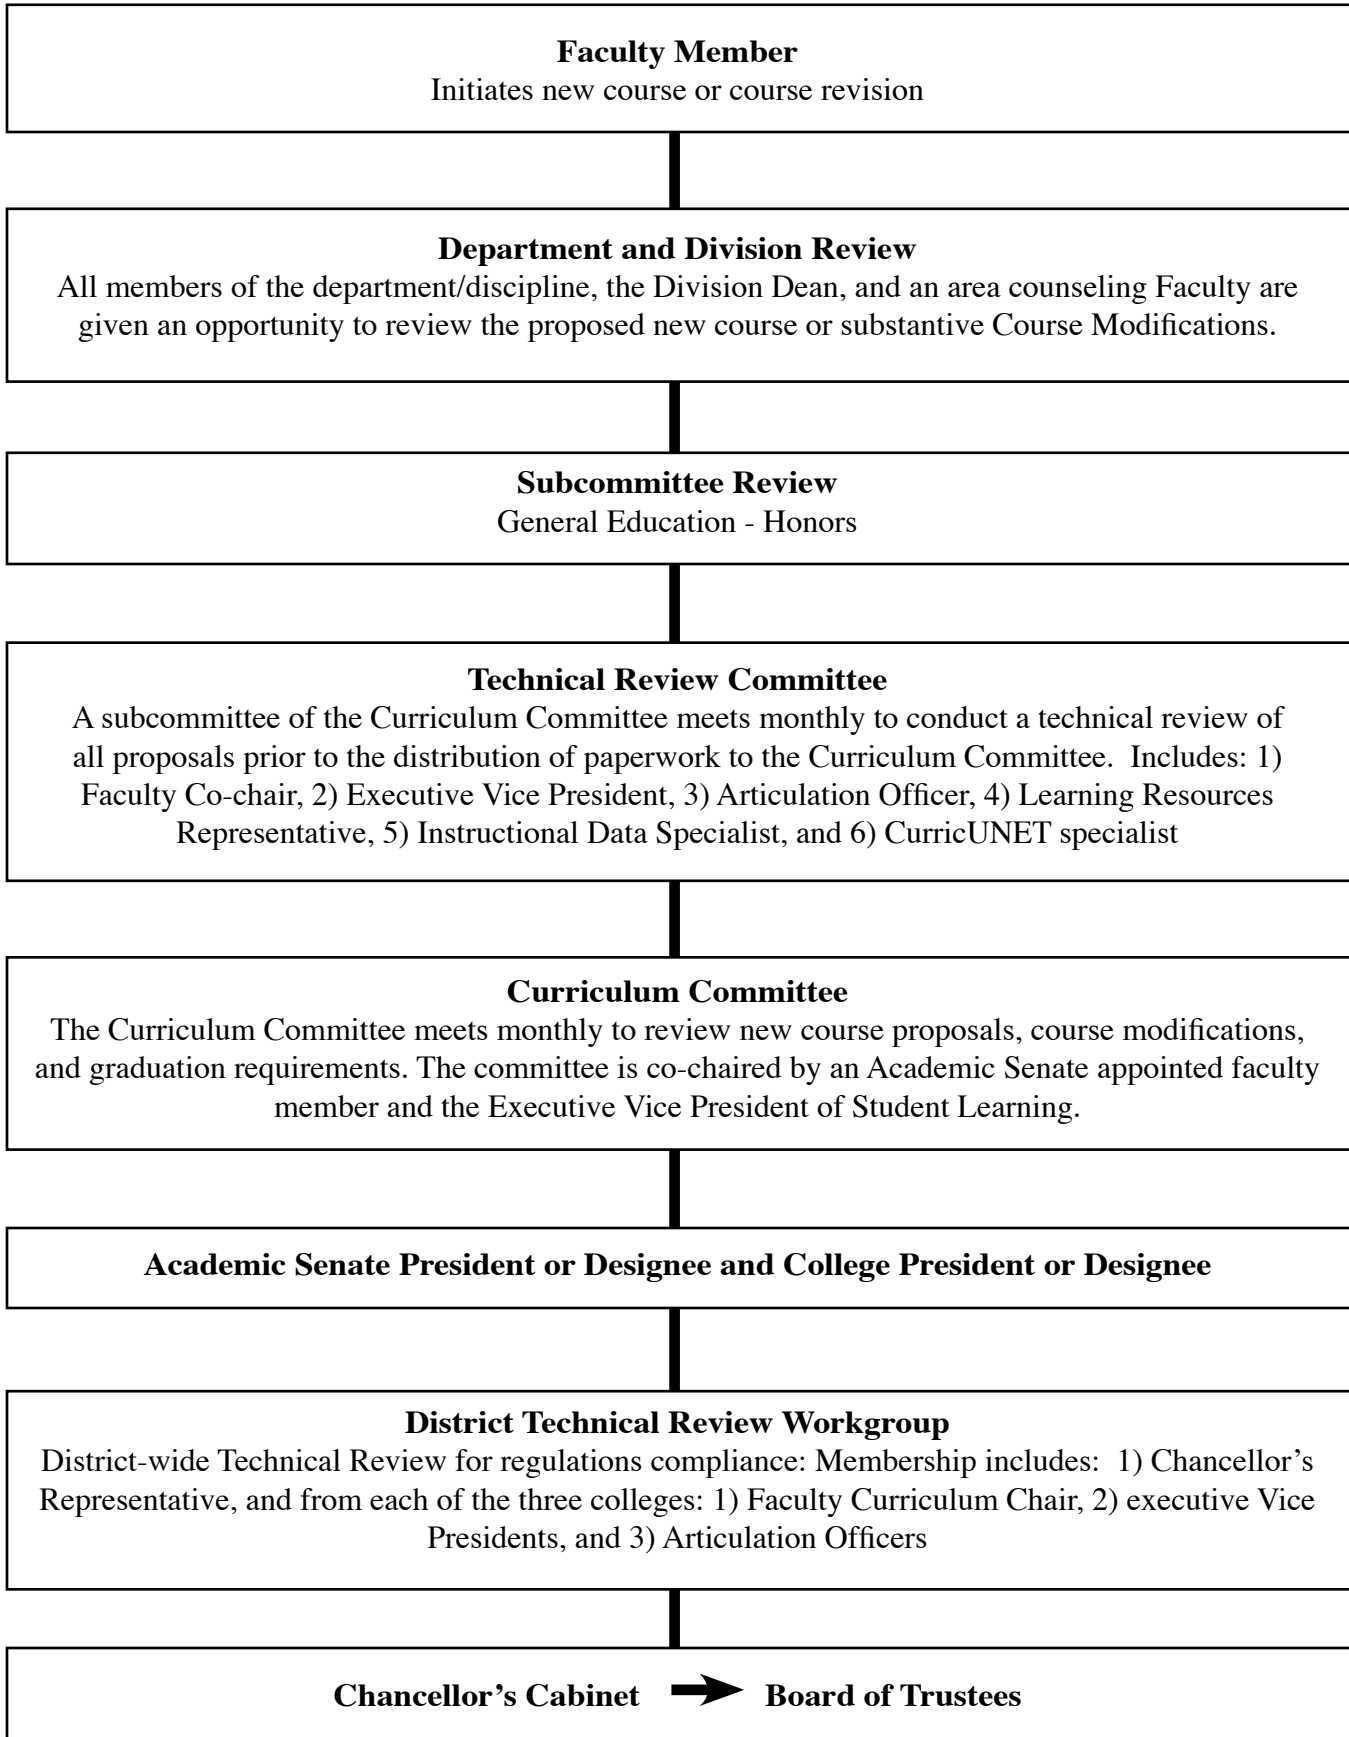 Faculty Member
Initiates new course or course revision
Department and Division Review
All members of the department/discipline, the Division Dean, and an area counseling Faculty are
given an opportunity to review the proposed new course or substantive Course Modifications.
Subcommittee Review
General Education - Honors
Technical Review Committee
A subcommittee of the Curriculum Committee meets monthly to conduct a technical review of
all proposals prior to the distribution of paperwork to the Curriculum Committee.  Includes: 1)
Faculty Co-chair, 2) Executive Vice President, 3) Articulation Officer, 4) Learning Resources
Representative, 5) Instructional Data Specialist, and 6) CurricUNET specialist
Curriculum Committee
The Curriculum Committee meets monthly to review new course proposals, course modifications,
and graduation requirements. The committee is co-chaired by an Academic Senate appointed faculty
member and the Executive Vice President of Student Learning.
Academic Senate President or Designee and College President or Designee
District Technical Review Workgroup
District-wide Technical Review for regulations compliance: Membership includes:  1) Chancellor’s
Representative, and from each of the three colleges: 1) Faculty Curriculum Chair, 2) executive Vice
Presidents, and 3) Articulation Officers
Chancellor’s Cabinet Board of Trustees